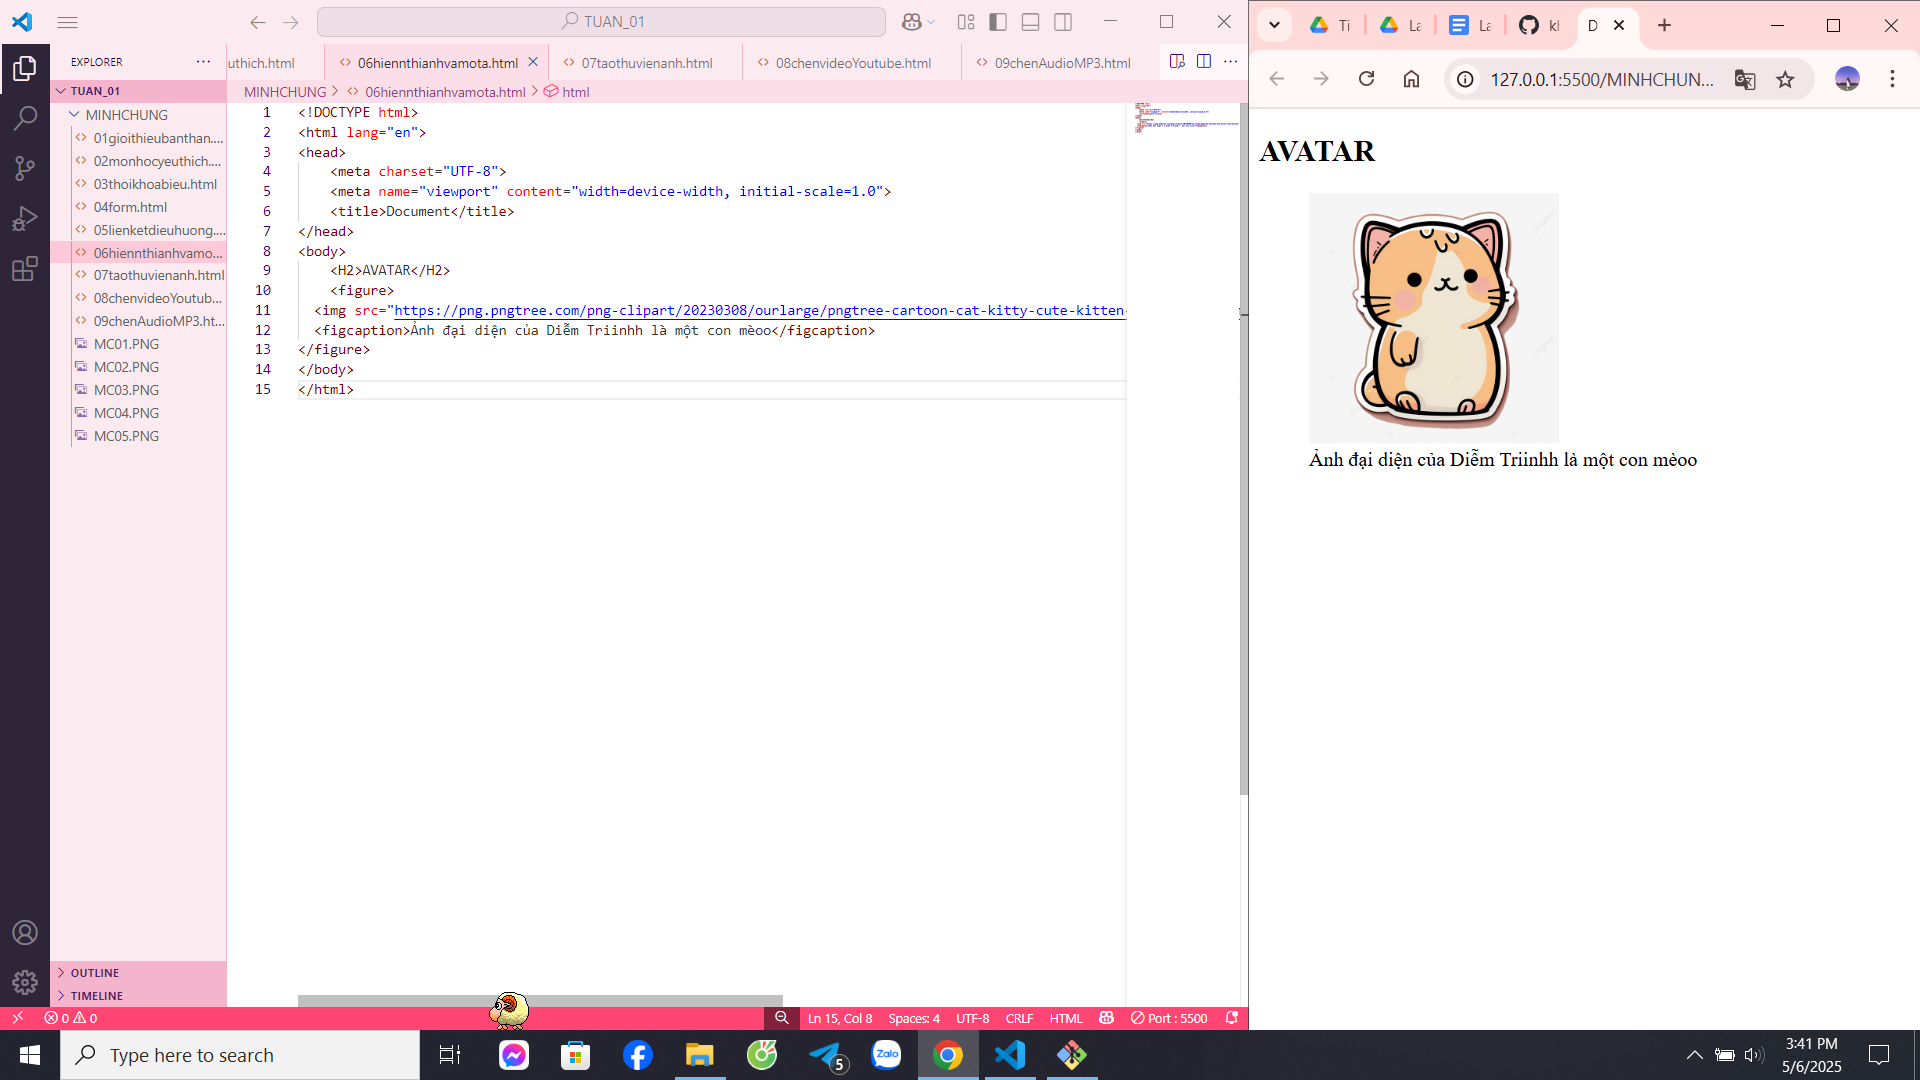 TUAN_01
EXPLORER
uthich.html
06hiennthianhvamota.html
07taothuvienanh.html
08chenvideoYoutube.html
09chenAudioMP3.html
TUAN_01
MINHCHUNG > 06hiennthianhvamota.html > html
MINHCHUNG
01gioithieubanthan....
02monhocyeuthich....
03thoikhoabieu.html
04form.html
05lienketdieuhuong....
06hiennthianhvamo...
07taothuvienanh.html
08chenvideoYoutub...
09chenAudioMP3.ht...
MC01.PNG
MC02.PNG
MC03.PNG
MC04.PNG
MC05.PNG
OUTLINE
TIMELINE
1 <!DOCTYPE html>
2 <html lang="en">
3 <head>
4 <meta charset="UTF-8">
5 <meta name="viewport" content="width=device-width, initial-scale=1.0">
6 <title>Document</title>
7 </head>
8 <body>
9 <H2>AVATAR</H2>
10 <figure>
11 <img src="https://png.pngtree.com/png-clipart/20230308/ourlarge/pngtree-cartoon-cat-kitty-cute-kitten-
12 <figcaption>Ảnh đại diện của Diễm Triinhh là một con mèoo</figcaption>
13 </figure>
14 </body>
15 </html>
0 0
Ln 15, Col 8
Spaces: 4
UTF-8
CRLF
HTML
Port : 5500
Ti
La
La
kl
D
127.0.0.1:5500/MINHCHUN...
AVATAR
Ảnh đại diện của Diễm Triinhh là một con mèoo
Type here to search
5
Zalo
3:41 PM
5/6/2025